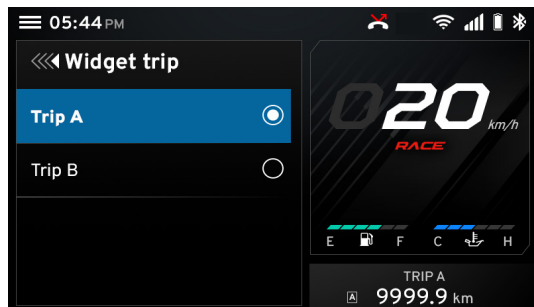 05:44 PM
Widget trip
Trip A
Trip B
020 km/h
RACE
E F C H
TRIP A
A 9999.9 km